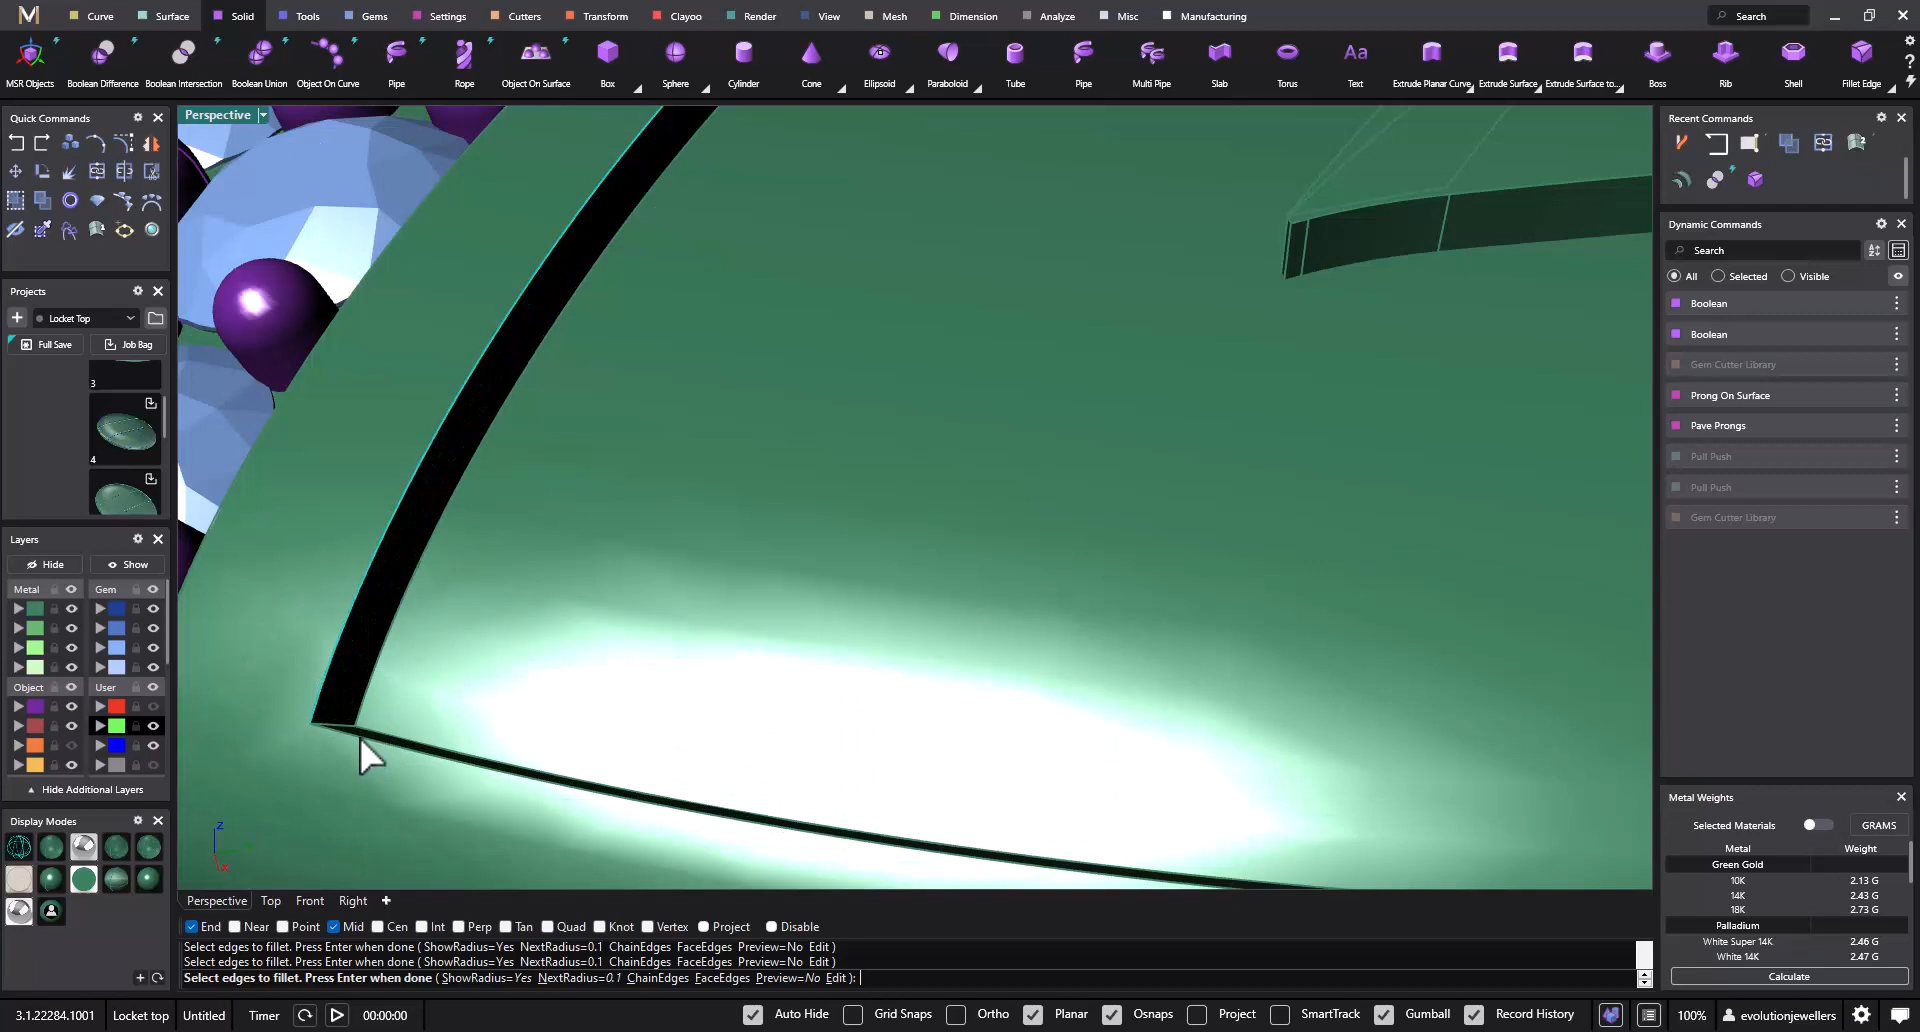 Curve Surface Solid Tools Gems Settings Cutters Transform Clayoo Render View Mesh Dimension Analyze Misc Manufacturing Search
MSR Objects Boolean Difference Boolean Intersection Boolean Union Object On Curve Pipe Rope Object On Surface Box Sphere Cylinder Cone Ellipsoid Paraboloid Tube Pipe Multi Pipe Slab Torus Text Extrude Planar Curve Extrude Surface Extrude Surface to... Boss Rib Shell Fillet Edge
Quick Commands
Projects
Locket Top
Full Save Job Bag
3
4
Layers
Hide Show
Metal Gem
Object User
Hide Additional Layers
Display Modes
Perspective
z
x
Perspective Top Front Right
End Near Point Mid Cen Int Perp Tan Quad Knot Vertex Project Disable
Select edges to fillet. Press Enter when done ( ShowRadius=Yes NextRadius=0.1 ChainEdges FaceEdges Preview=No Edit )
Select edges to fillet. Press Enter when done ( ShowRadius=Yes NextRadius=0.1 ChainEdges FaceEdges Preview=No Edit )
Select edges to fillet. Press Enter when done ( ShowRadius=Yes NextRadius=0.1 ChainEdges FaceEdges Preview=No Edit ):
Recent Commands
Dynamic Commands
Search
All Selected Visible
Boolean
Boolean
Gem Cutter Library
Prong On Surface
Pave Prongs
Pull Push
Pull Push
Gem Cutter Library
Metal Weights
Selected Materials GRAMS
Metal Weight
Green Gold
10K 2.13 G
14K 2.43 G
18K 2.73 G
Palladium
White Super 14K 2.46 G
White 14K 2.47 G
Calculate
3.1.22284.1001 Locket top Untitled Timer 00:00:00 Auto Hide Grid Snaps Ortho Planar Osnaps Project SmartTrack Gumball Record History 100% evolutionjewellers